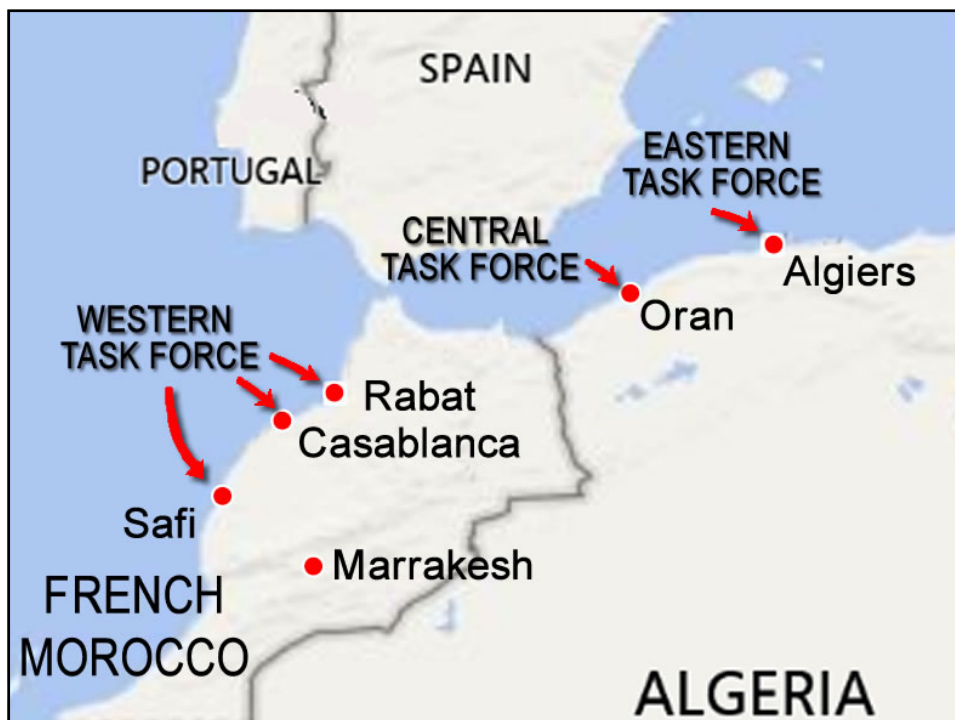 SPAIN
PORTUGAL
EASTERN
TASK FORCE
CENTRAL
TASK FORCE
Algiers
Oran
WESTERN
TASK FORCE
Rabat
Casablanca
Safi
Marrakesh
FRENCH
MOROCCO
ALGERIA